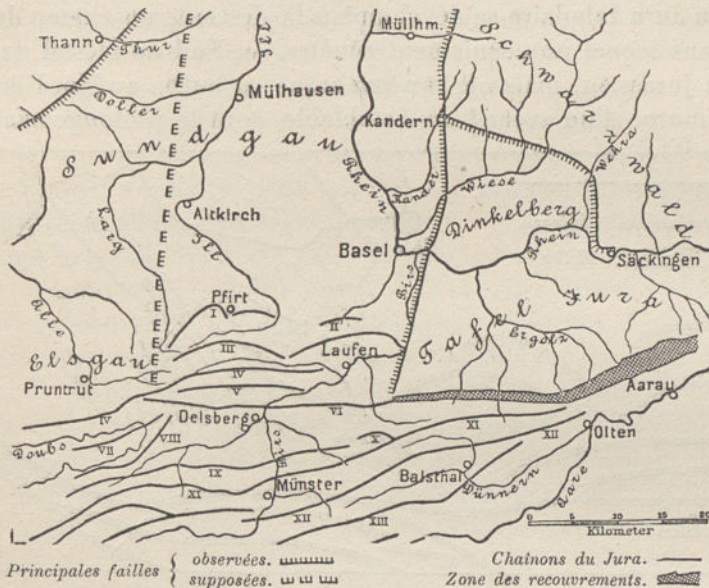 Müllhm.
Thann
Thur
Ill
Schwarzwald
E
Doller
Mülhausen
Kandern
Sundgau
Rhein
Wehra
Kander
Wiese
Larg
Altkirch
Dinkelberg
Ill
Basel
Rhein
Säckingen
Birs
Pfirt
I
Jura
Alle
II
Tafel
Ergolz
III
Laufen
Elsgau
IV
Pruntrut
V
Aarau
VI
IV
Delsberg
XI
Doubs
VII
VIII
X
XII
Olten
Birs
IX
Balsthal
Dünnern
XI
Münster
Aare
XII
XIII
0 5 10 15 20
Kilometer
Principales failles { observées.
supposées.
Chaînons du Jura.
Zone des recouvrements.